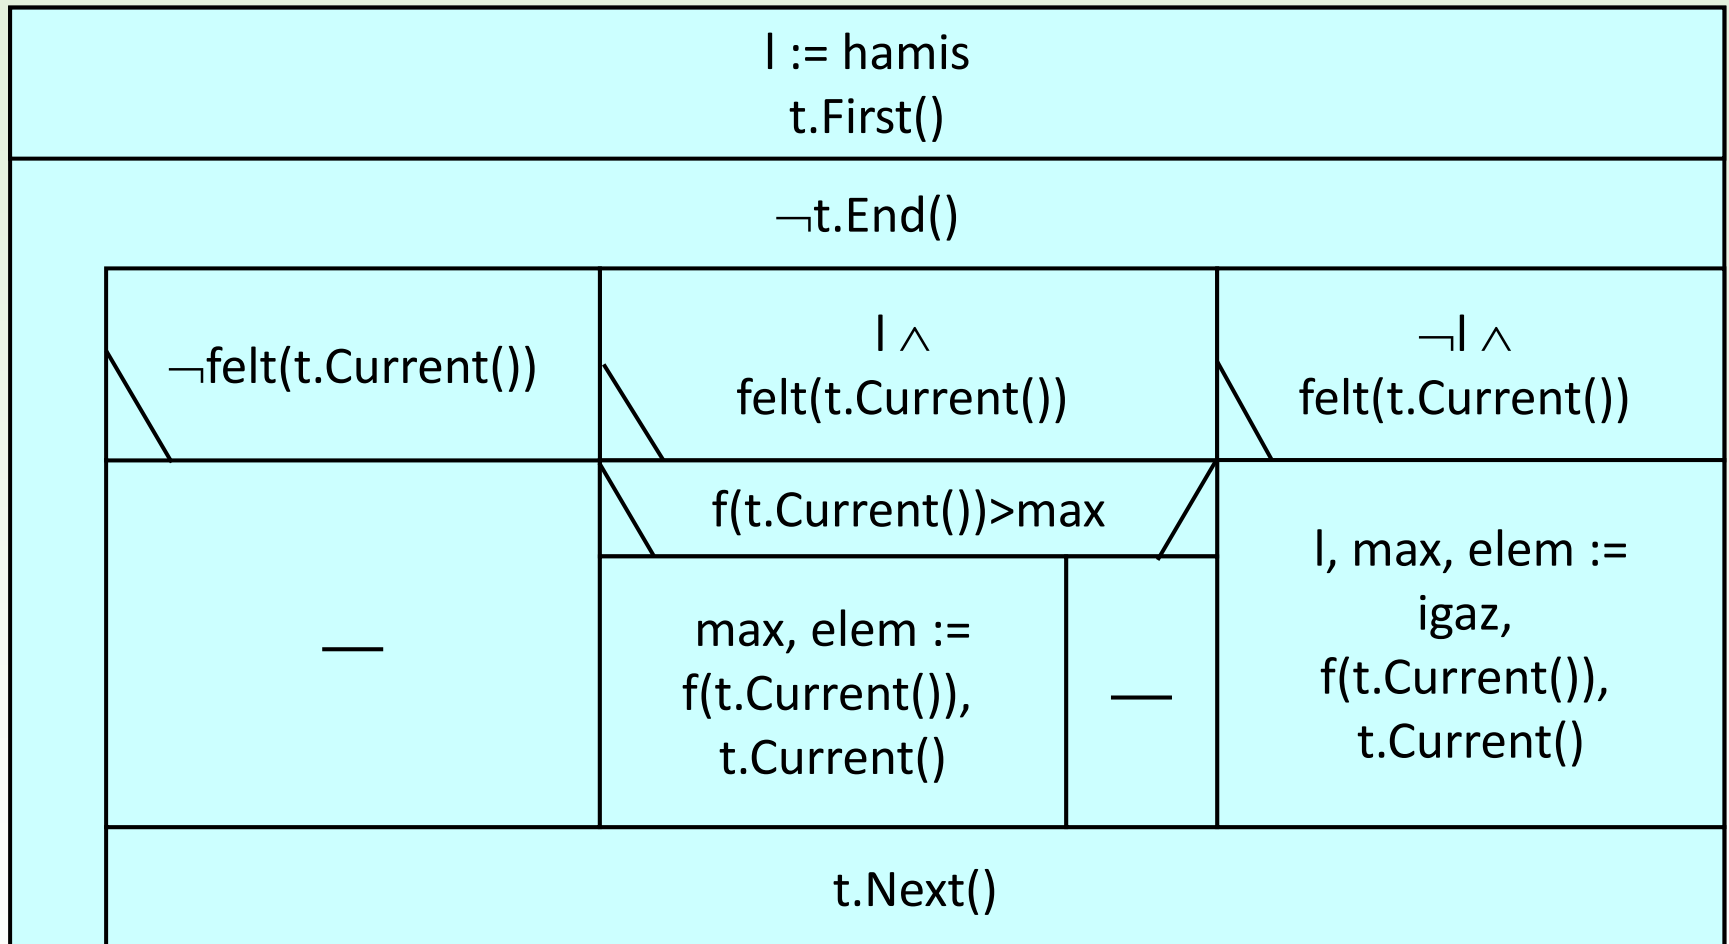 l := hamis
t.First()
¬t.End()
¬felt(t.Current())
l ∧
felt(t.Current())
¬l ∧
felt(t.Current())
—
f(t.Current())>max
max, elem :=
f(t.Current()),
t.Current()
—
l, max, elem :=
igaz,
f(t.Current()),
t.Current()
t.Next()